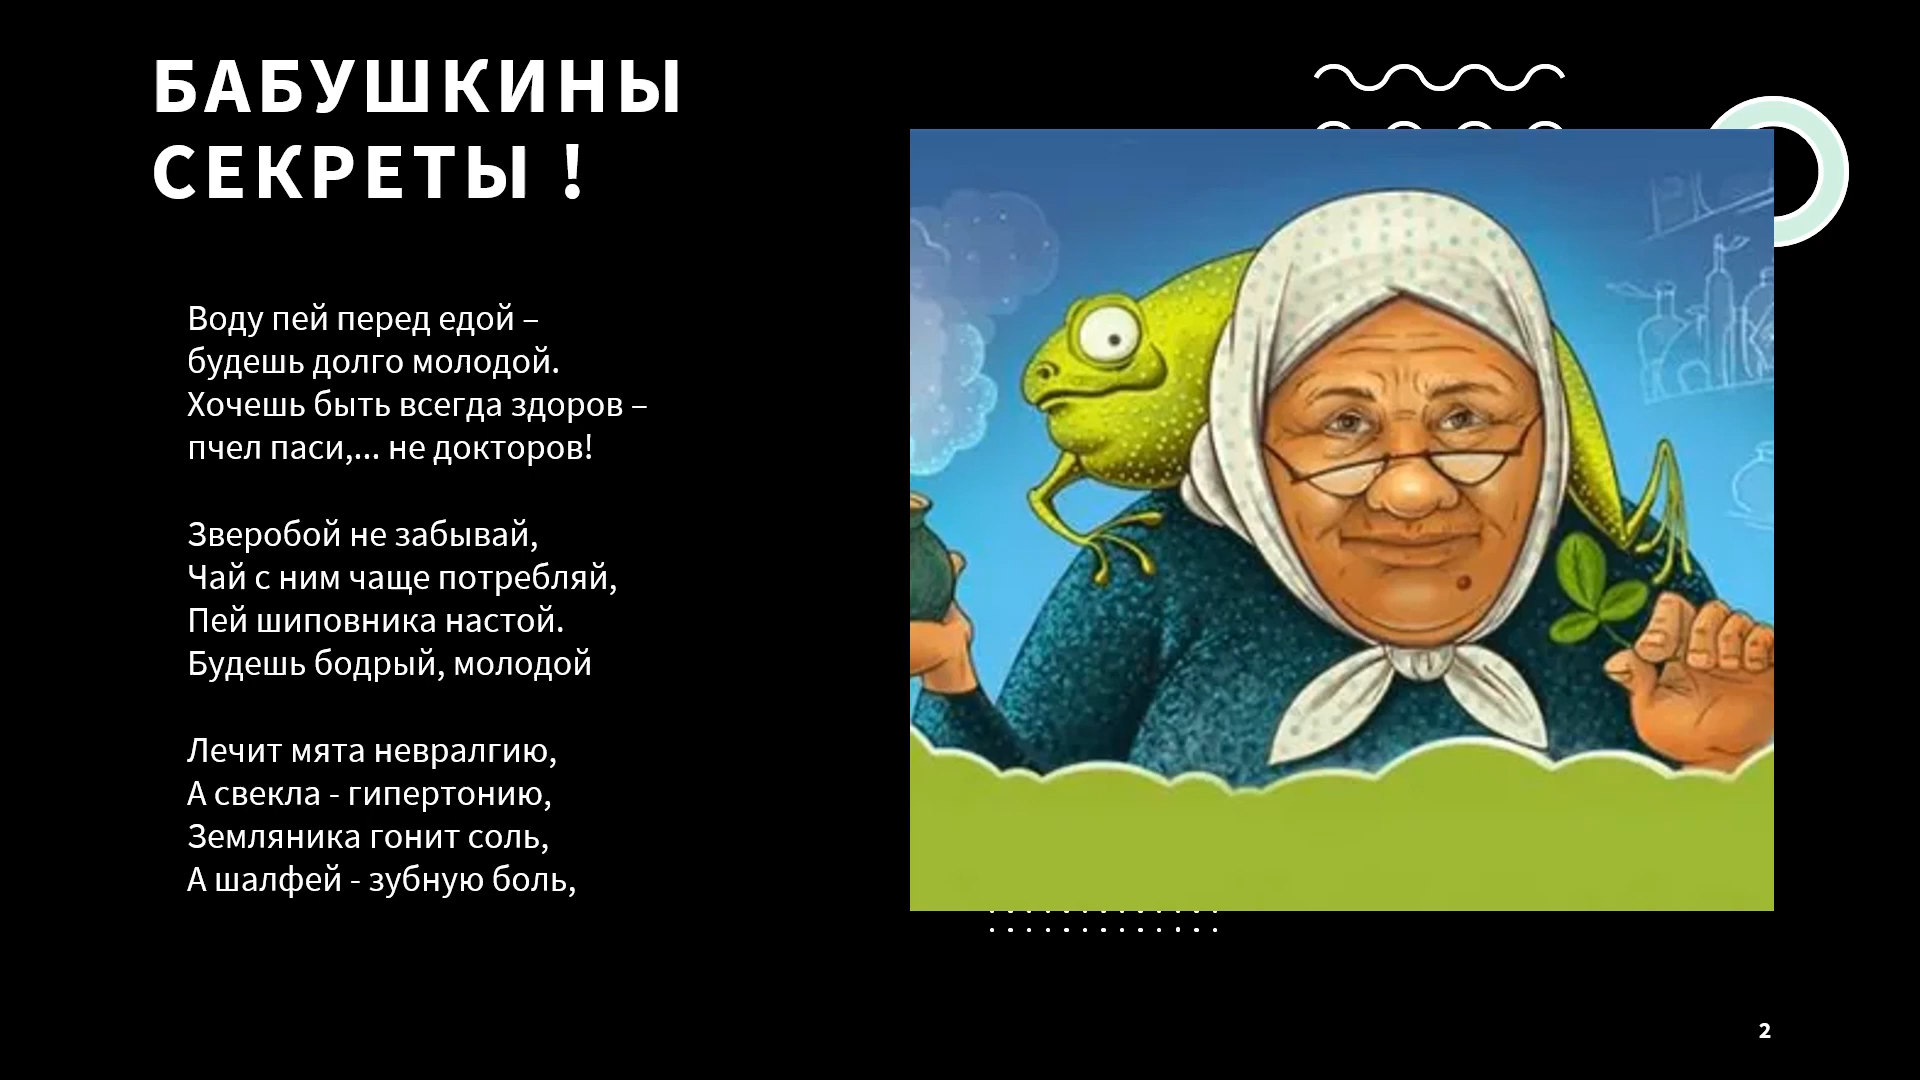 БАБУШКИНЫ
СЕКРЕТЫ !
Воду пей перед едой –
будешь долго молодой.
Хочешь быть всегда здоров –
пчел паси,... не докторов!
Зверобой не забывай,
Чай с ним чаще потребляй,
Пей шиповника настой.
Будешь бодрый, молодой
Лечит мята невралгию,
А свекла - гипертонию,
Земляника гонит соль,
А шалфей - зубную боль,
2